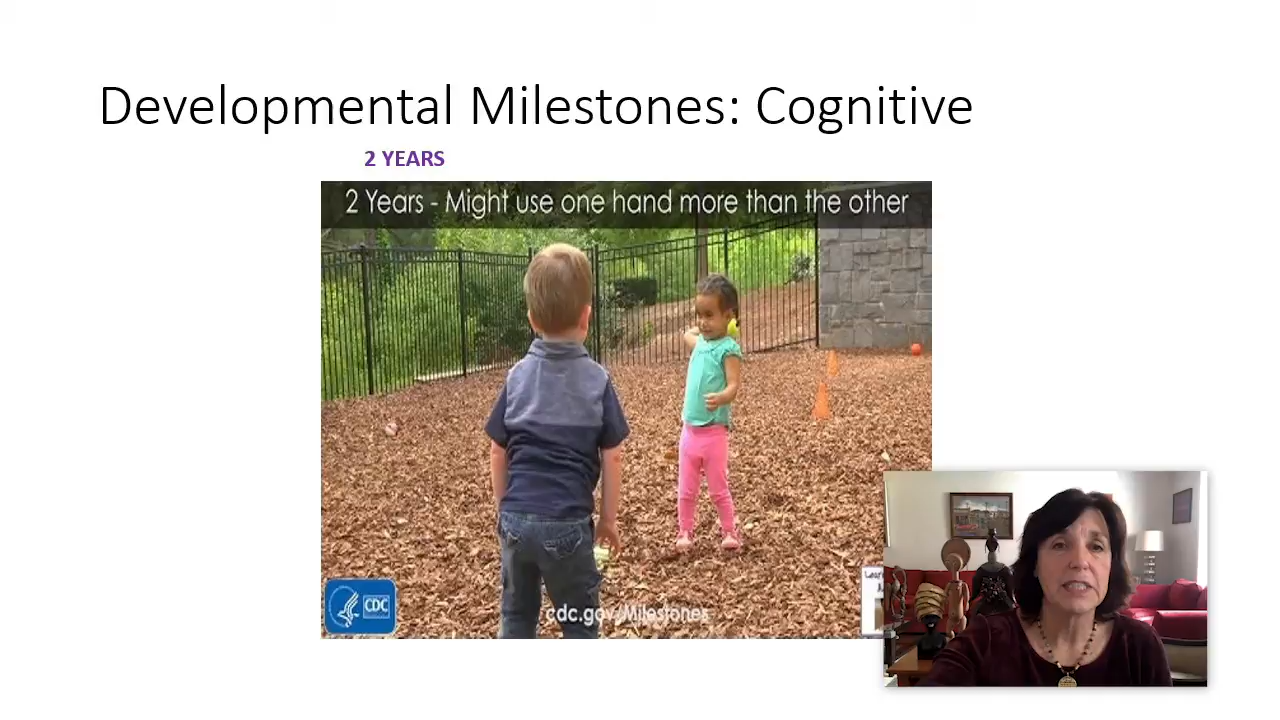 Developmental Milestones: Cognitive
2 YEARS
2 Years - Might use one hand more than the other
CDC
cdc.gov/Milestones